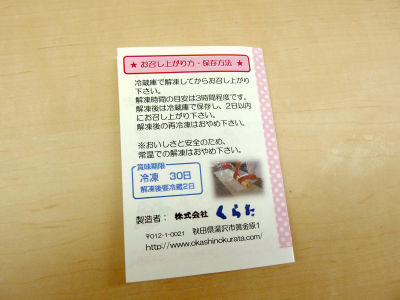 ★ お召し上がり方・保存方法 ★
冷蔵庫で解凍してからお召し上がり
下さい。
解凍時間の目安は3時間程度です。
解凍後は冷蔵庫で保存し、2日以内
にお召し上がり下さい。
解凍後の再冷凍はおやめ下さい。
※おいしさと安全のため、
常温での解凍はおやめ下さい。
賞味期限
冷凍 30日
解凍後要冷蔵2日
製造者： 株式会社 くらた
〒012-1-0021 秋田県湯沢市黄金原1
http://www.okashinokurata.com/